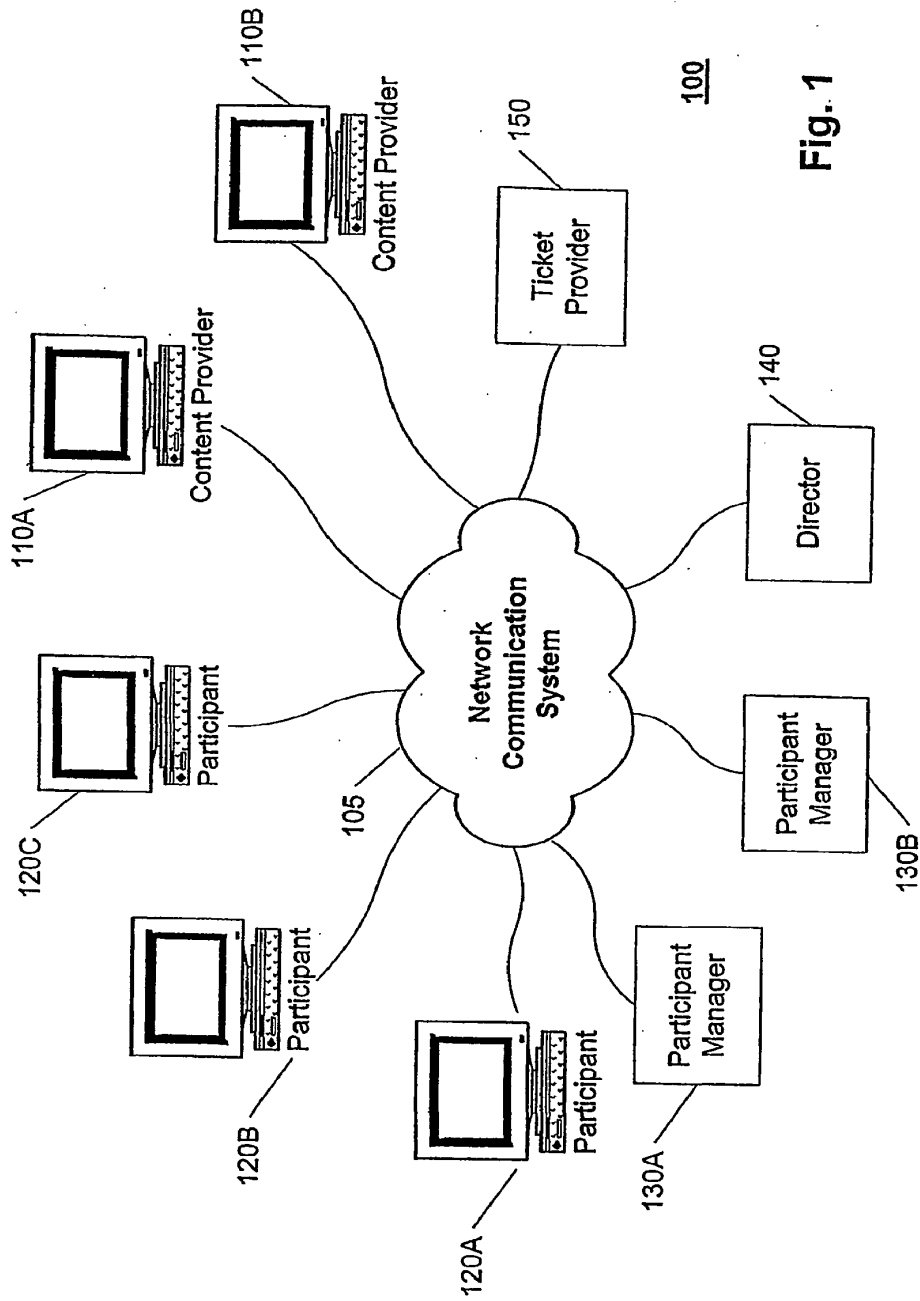 110A
Content Provider
110B
Content Provider
120C
Participant
120B
Participant
120A
Participant
105
Network
Communication
System
150
Ticket
Provider
140
Director
130B
Participant
Manager
130A
Participant
Manager
100
Fig. 1